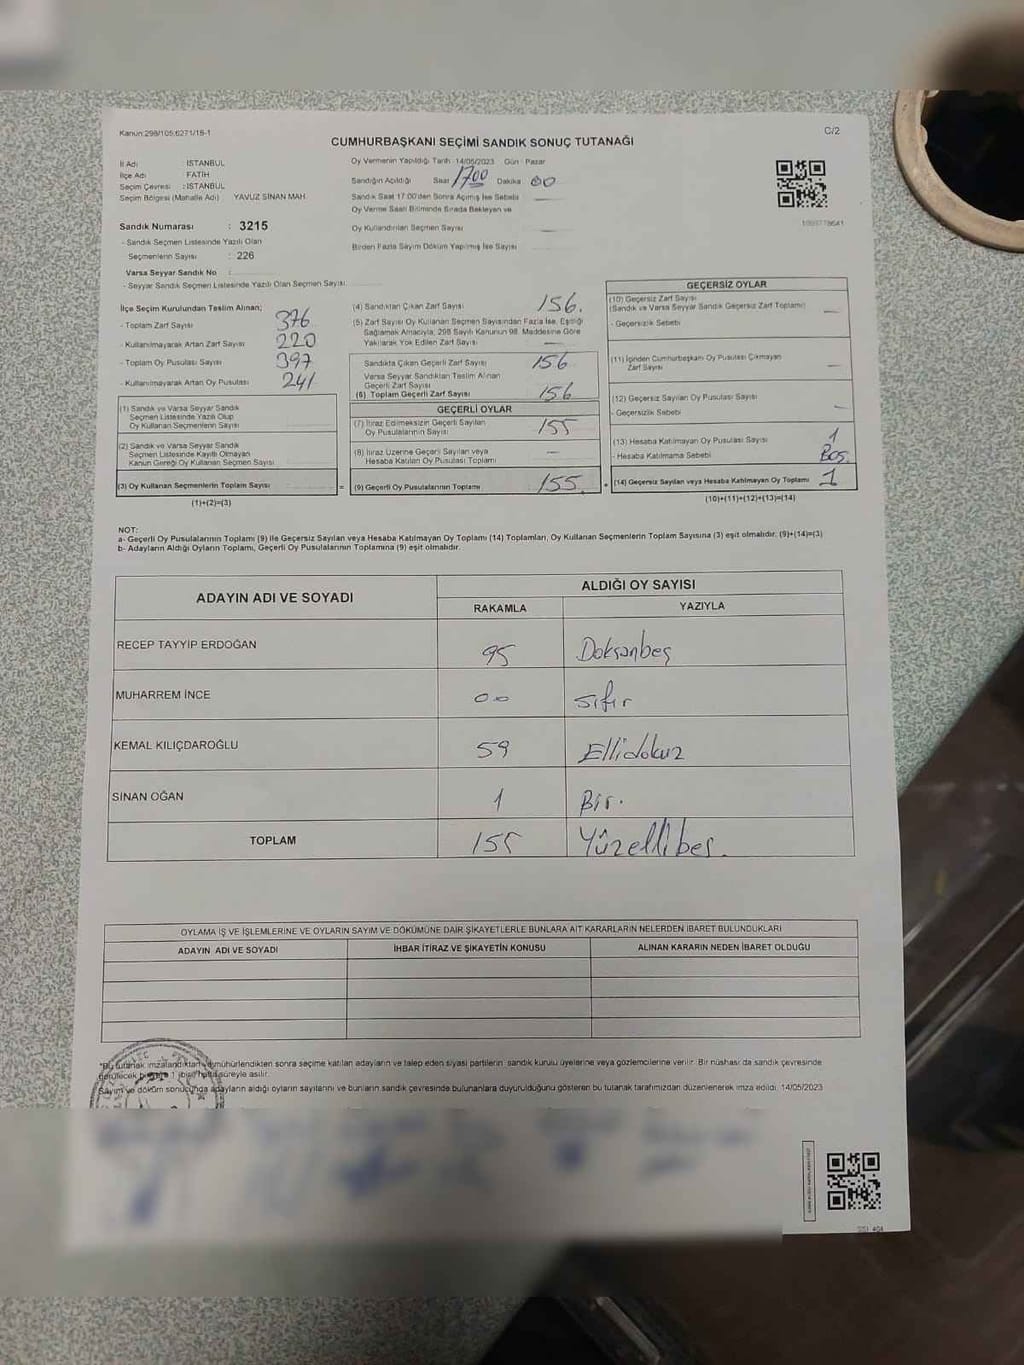 Kanun:298/105,6271/18-1
C/2
CUMHURBAŞKANI SEÇİMİ SANDIK SONUÇ TUTANAĞI
İl Adı : İSTANBUL
İlçe Adı : FATİH
Seçim Çevresi : İSTANBUL
Seçim Bölgesi (Mahalle Adı) YAVUZ SİNAN MAH.
Oy Vermenin Yapıldığı Tarih :14/05/2023 Gün : Pazar
Sandığın Açıldığı Saat 1700 Dakika 00
Sandık Saat 17:00'den Sonra Açılmış İse Sebebi
Oy Verme Saati Bitiminde Sırada Bekleyen ve
Oy Kullandırılan Seçmen Sayısı
Birden Fazla Sayım Döküm Yapılmış İse Sayısı
1099778641
Sandık Numarası : 3215
- Sandık Seçmen Listesinde Yazılı Olan
Seçmenlerin Sayısı : 226
Varsa Seyyar Sandık No :
- Seyyar Sandık Seçmen Listesinde Yazılı Olan Seçmen Sayısı:
İlçe Seçim Kurulundan Teslim Alınan;
- Toplam Zarf Sayısı 376
- Kullanılmayarak Artan Zarf Sayısı 220
- Toplam Oy Pusulası Sayısı 397
- Kullanılmayarak Artan Oy Pusulası 241
(1) Sandık ve Varsa Seyyar Sandık
Seçmen Listesinde Yazılı Olup
Oy Kullanan Seçmenlerin Sayısı
(2) Sandık ve Varsa Seyyar Sandık
Seçmen Listesinde Kayıtlı Olmayan
Kanun Gereği Oy Kullanan Seçmen Sayısı
(3) Oy Kullanan Seçmenlerin Toplam Sayısı
(1)+(2)=(3)
(4) Sandıktan Çıkan Zarf Sayısı 156.
(5) Zarf Sayısı Oy Kullanan Seçmen Sayısından Fazla İse, Eşitliği
Sağlamak Amacıyla, 298 Sayılı Kanunun 98. Maddesine Göre
Yakılarak Yok Edilen Zarf Sayısı —
Sandıkta Çıkan Geçerli Zarf Sayısı 156
Varsa Seyyar Sandıktan Teslim Alınan
Geçerli Zarf Sayısı
(6) Toplam Geçerli Zarf Sayısı 156
GEÇERLİ OYLAR
(7) İtiraz Edilmeksizin Geçerli Sayılan
Oy Pusulalarının Sayısı 155
(8) İtiraz Üzerine Geçerli Sayılan veya
Hesaba Katılan Oy Pusulası Toplamı —
= (9) Geçerli Oy Pusulalarının Toplamı 155.
GEÇERSİZ OYLAR
(10) Geçersiz Zarf Sayısı
(Sandık ve Varsa Seyyar Sandık Geçersiz Zarf Toplamı) —
- Geçersizlik Sebebi
(11) İçinden Cumhurbaşkanı Oy Pusulası Çıkmayan
Zarf Sayısı —
(12) Geçersiz Sayılan Oy Pusulası Sayısı
- Geçersizlik Sebebi —
(13) Hesaba Katılmayan Oy Pusulası Sayısı 1
- Hesaba Katılmama Sebebi Boş.
+ (14) Geçersiz Sayılan veya Hesaba Katılmayan Oy Toplamı 1
(10)+(11)+(12)+(13)=(14)
NOT:
a- Geçerli Oy Pusulalarının Toplamı (9) ile Geçersiz Sayılan veya Hesaba Katılmayan Oy Toplamı (14) Toplamları, Oy Kullanan Seçmenlerin Toplam Sayısına (3) eşit olmalıdır. (9)+(14)=(3)
b- Adayların Aldığı Oyların Toplamı, Geçerli Oy Pusulalarının Toplamına (9) eşit olmalıdır.
ADAYIN ADI VE SOYADI
ALDIĞI OY SAYISI
RAKAMLA YAZIYLA
RECEP TAYYİP ERDOĞAN 95 Doksanbeş
MUHARREM İNCE 00 sıfır
KEMAL KILIÇDAROĞLU 59 Ellidokuz
SİNAN OĞAN 1 Bir.
TOPLAM 155 Yüzellibeş.
OYLAMA İŞ VE İŞLEMLERİNE VE OYLARIN SAYIM VE DÖKÜMÜNE DAİR ŞİKAYETLERLE BUNLARA AİT KARARLARIN NELERDEN İBARET BULUNDUKLARI
ADAYIN ADI VE SOYADI İHBAR İTİRAZ VE ŞİKAYETİN KONUSU ALINAN KARARIN NEDEN İBARET OLDUĞU
*Bu tutanak imzalandıktan ve mühürlendikten sonra seçime katılan adayların ve talep eden siyasi partilerin sandık kurulu üyelerine veya gözlemcilerine verilir. Bir nüshası da sandık çevresinde
görülecek bir yere 1 (bir) hafta süreyle asılır.
Sayım ve döküm sonucunda adayların aldığı oyların sayılarını ve bunların sandık çevresinde bulunanlara duyurulduğunu gösteren bu tutanak tarafımızdan düzenlenerek imza edildi. 14/05/2023